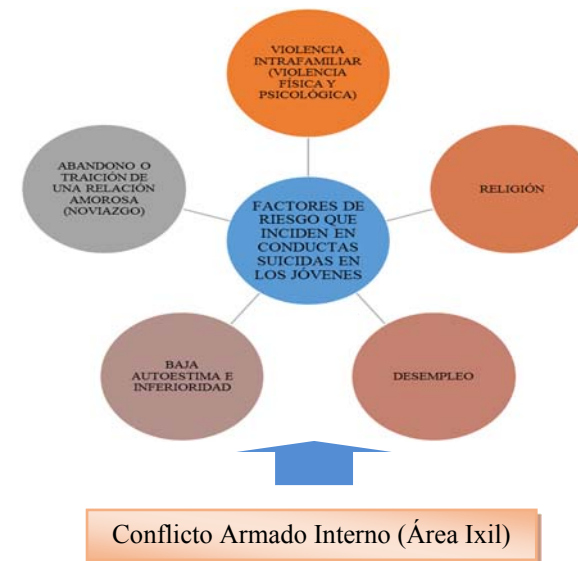 VIOLENCIA
INTRAFAMILIAR
(VIOLENCIA
FÍSICA Y
PSICOLÓGICA)
ABANDONO O
TRAICIÓN DE
UNA RELACIÓN
AMOROSA
(NOVIAZGO)
RELIGIÓN
FACTORES DE
RIESGO QUE
INCIDEN EN
CONDUCTAS
SUICIDAS EN
LOS JÓVENES
BAJA
AUTOESTIMA E
INFERIORIDAD
DESEMPLEO
Conflicto Armado Interno (Área Ixil)